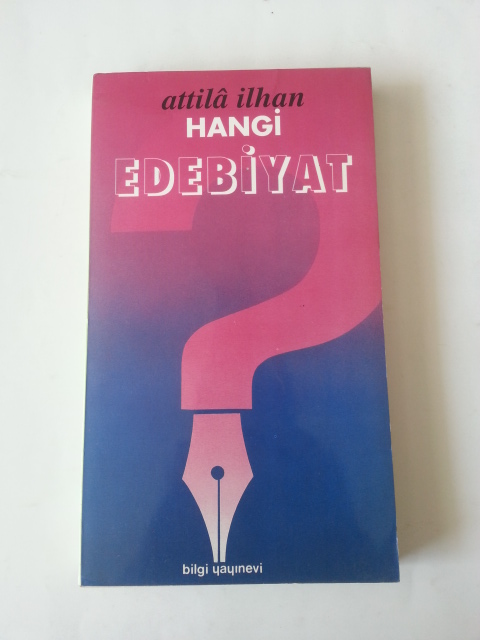 attilâ ilhan
HANGİ
EDEBİYAT
bilgi yayınevi